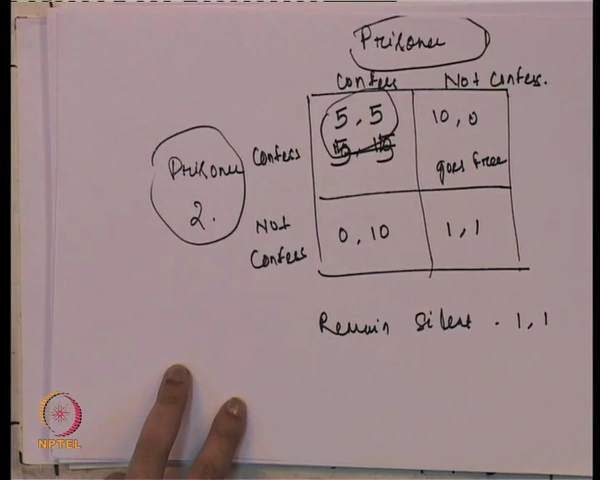 Prisoner
Confess Not Confess.
5, 5 10, 0
Prisoner Confess
goes free
2.
Not Confess 0, 10 1, 1
Remain Silent - 1, 1
NPTEL